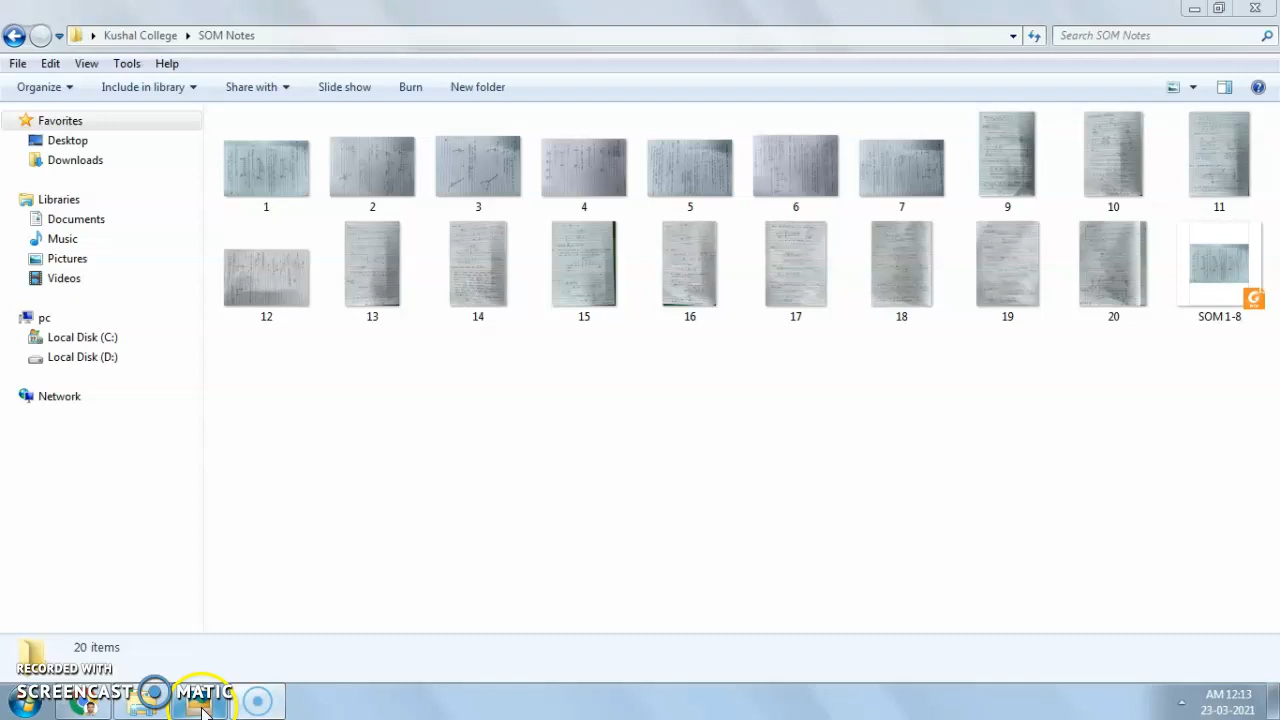 Kushal College SOM Notes Search SOM Notes
File Edit View Tools Help
Organize Include in library Share with Slide show Burn New folder
Favorites
Desktop
Downloads
Libraries
Documents
Music
Pictures
Videos
pc
Local Disk (C:)
Local Disk (D:)
Network
1 2 3 4 5 6 7 9 10 11
12 13 14 15 16 17 18 19 20 SOM 1-8
20 items
RECORDED WITH
SCREENCAST MATIC
AM 12:13
23-03-2021